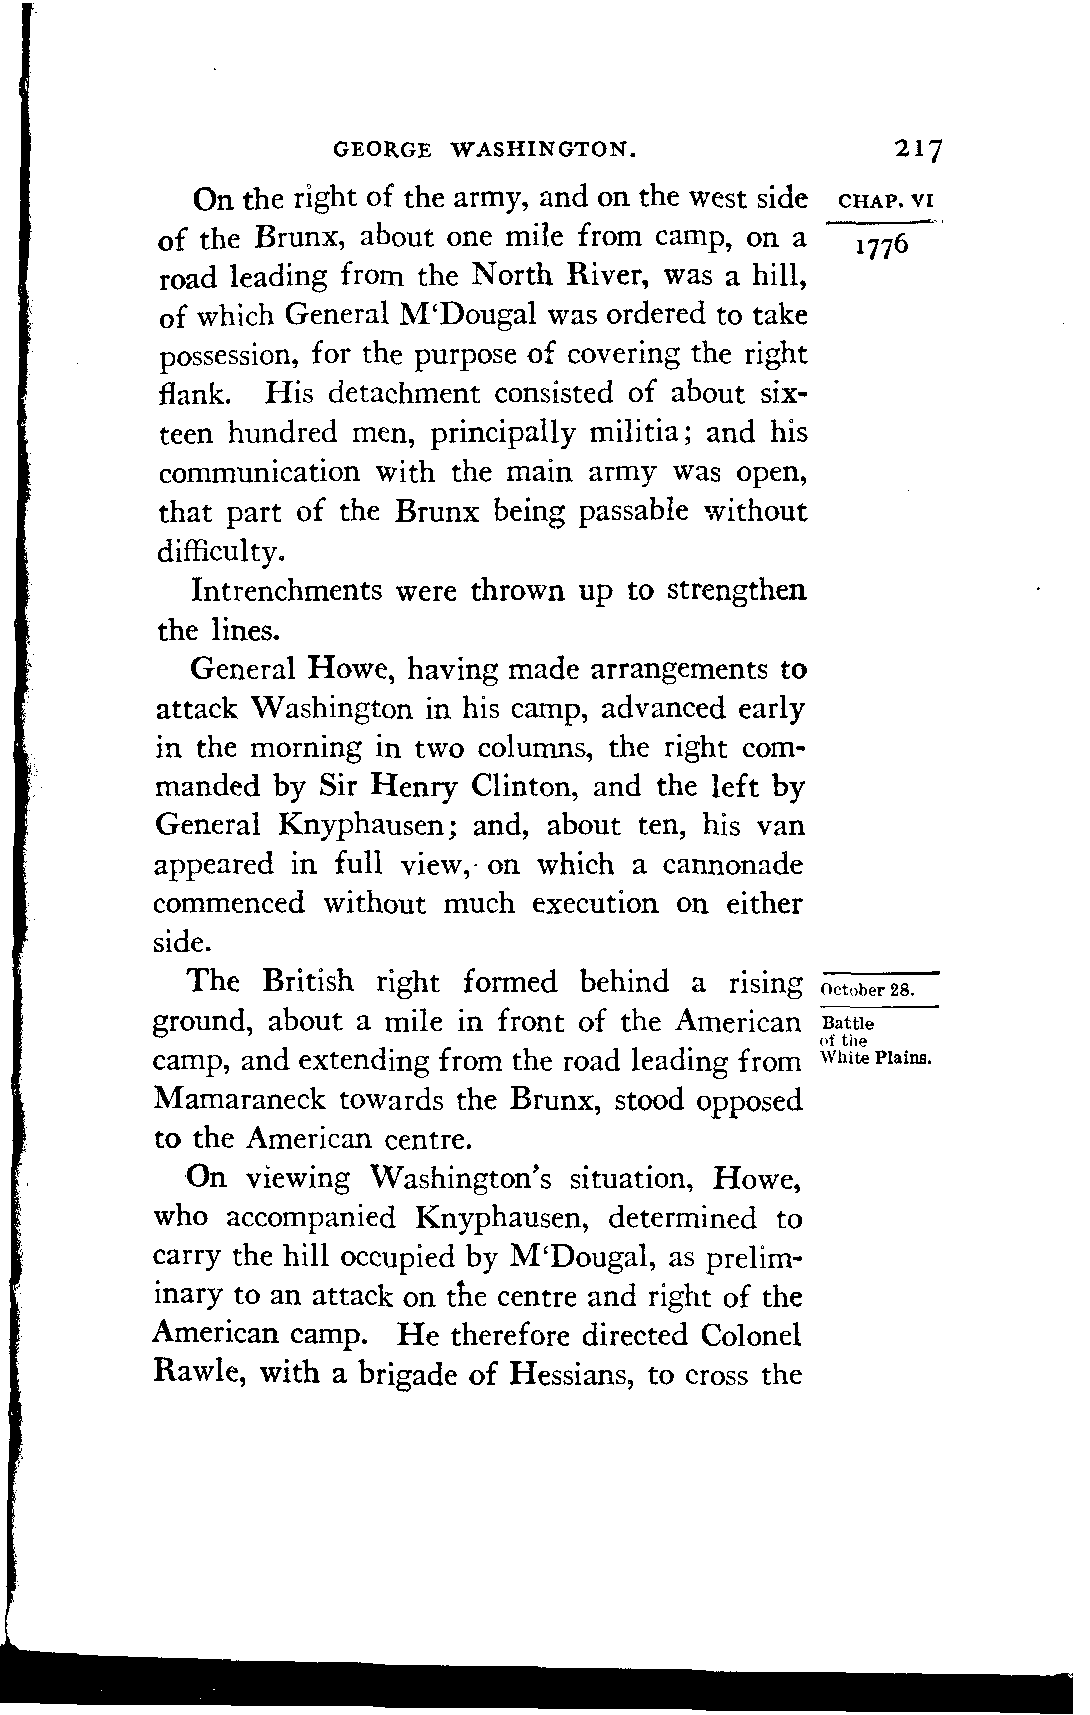 GEORGE WASHINGTON. 217
On the right of the army, and on the west side
CHAP. VI
of the Brunx, about one mile from camp, on a
1776
road leading from the North River, was a hill,
of which General M‘Dougal was ordered to take
possession, for the purpose of covering the right
flank. His detachment consisted of about six-
teen hundred men, principally militia; and his
communication with the main army was open,
that part of the Brunx being passable without
difficulty.
Intrenchments were thrown up to strengthen
the lines.
General Howe, having made arrangements to
attack Washington in his camp, advanced early
in the morning in two columns, the right com-
manded by Sir Henry Clinton, and the left by
General Knyphausen; and, about ten, his van
appeared in full view, on which a cannonade
commenced without much execution on either
side.
The British right formed behind a rising
October 28.
ground, about a mile in front of the American
Battle
of the
camp, and extending from the road leading from
White Plains.
Mamaraneck towards the Brunx, stood opposed
to the American centre.
On viewing Washington's situation, Howe,
who accompanied Knyphausen, determined to
carry the hill occupied by M‘Dougal, as prelim-
inary to an attack on the centre and right of the
American camp. He therefore directed Colonel
Rawle, with a brigade of Hessians, to cross the